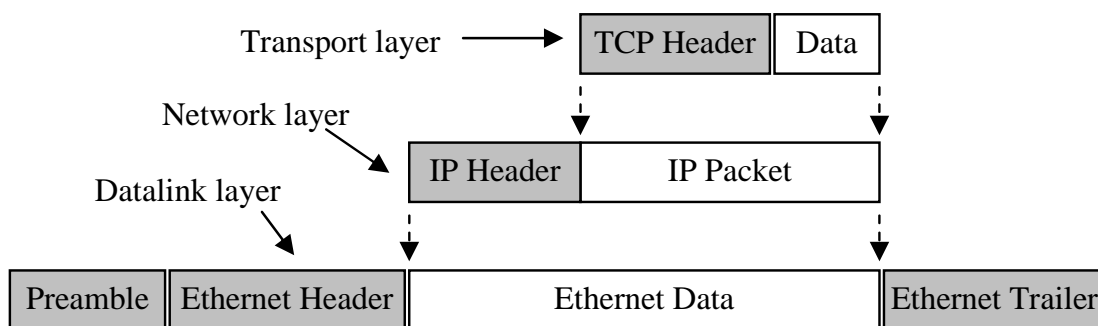 Transport layer
TCP Header
Data
Network layer
IP Header
IP Packet
Datalink layer
Preamble
Ethernet Header
Ethernet Data
Ethernet Trailer